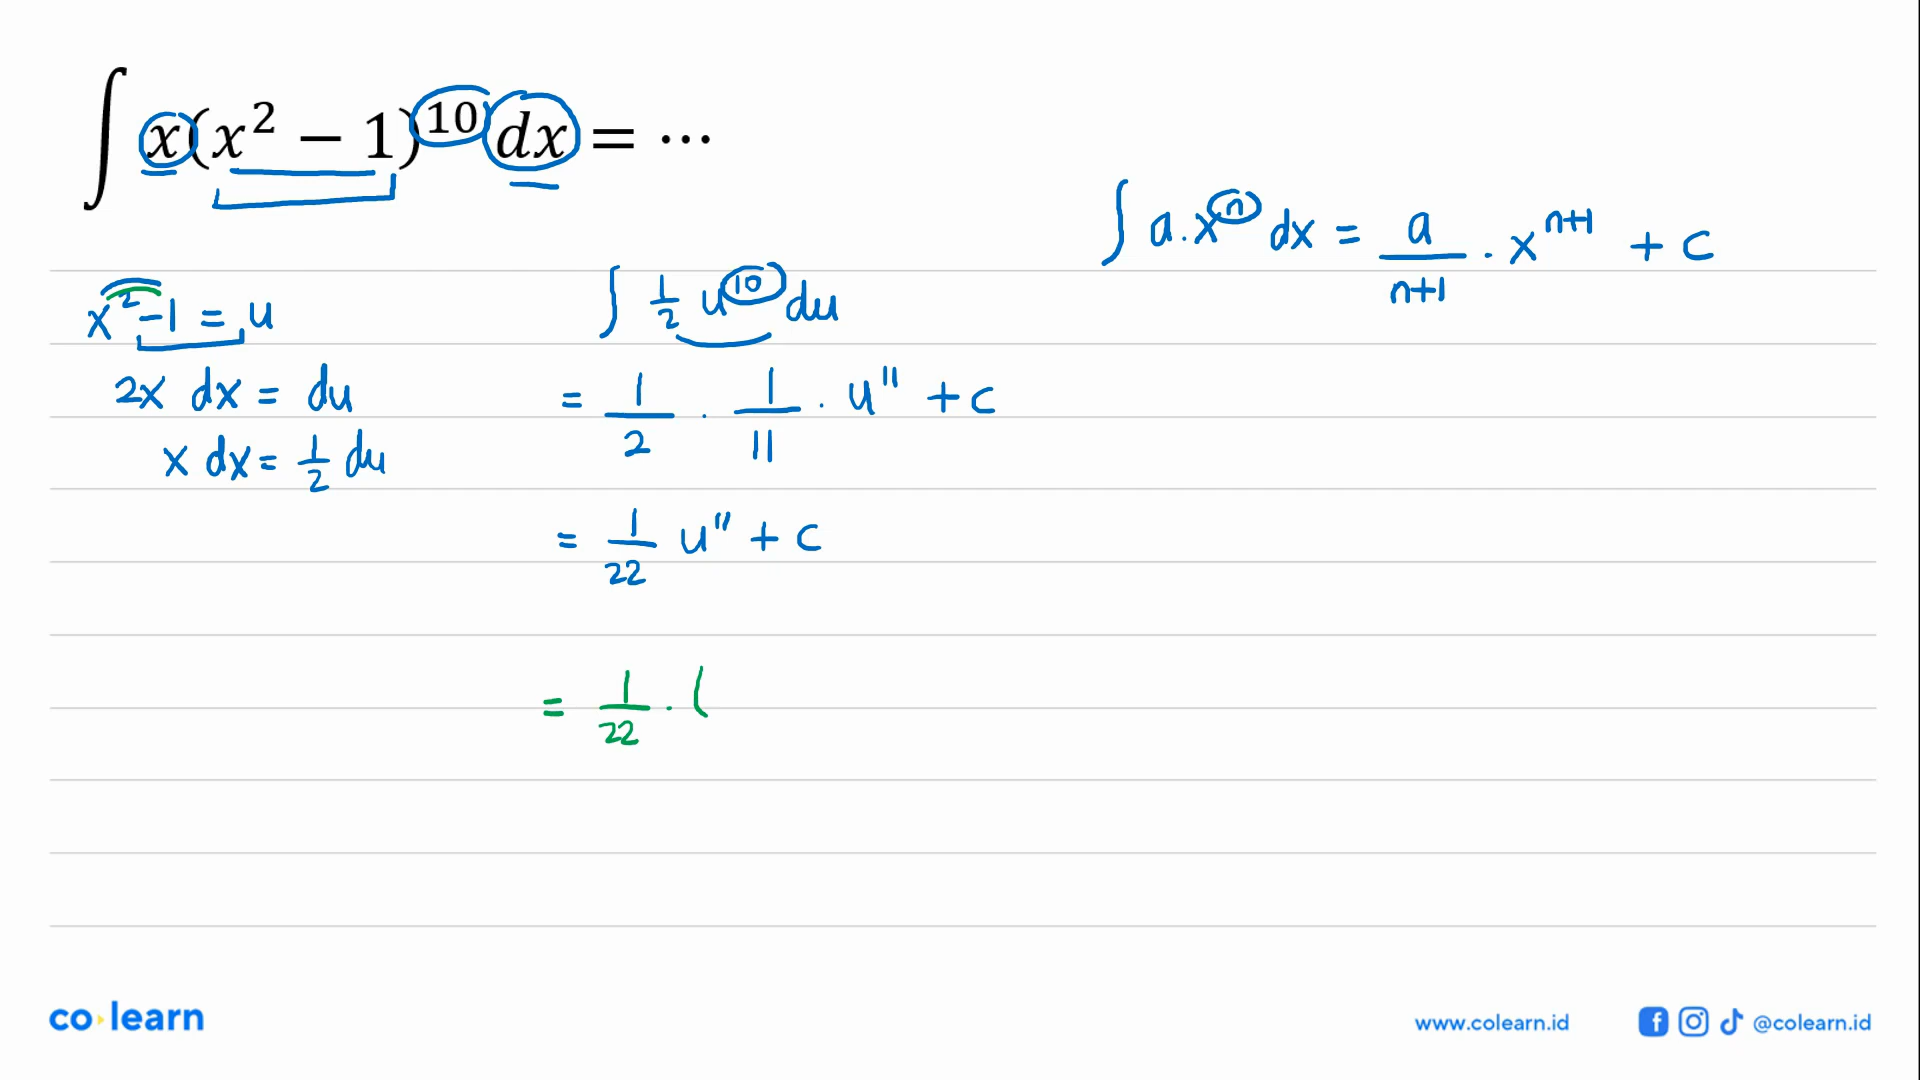 ∫ x(x² − 1)¹⁰ dx = ⋯
∫ a.xⁿ dx = a/(n+1) . xⁿ⁺¹ + c
x² − 1 = u
2x dx = du
x dx = 1/2 du
∫ 1/2 u¹⁰ du
= 1/2 . 1/11 . u¹¹ + c
= 1/22 u¹¹ + c
= 1/22 . (
co learn
www.colearn.id
@colearn.id